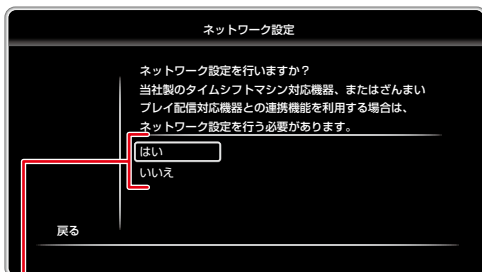 ネットワーク設定
ネットワーク設定を行いますか？
当社製のタイムシフトマシン対応機器、またはざんまい
プレイ配信対応機器との連携機能を利用する場合は、
ネットワーク設定を行う必要があります。
はい
いいえ
戻る